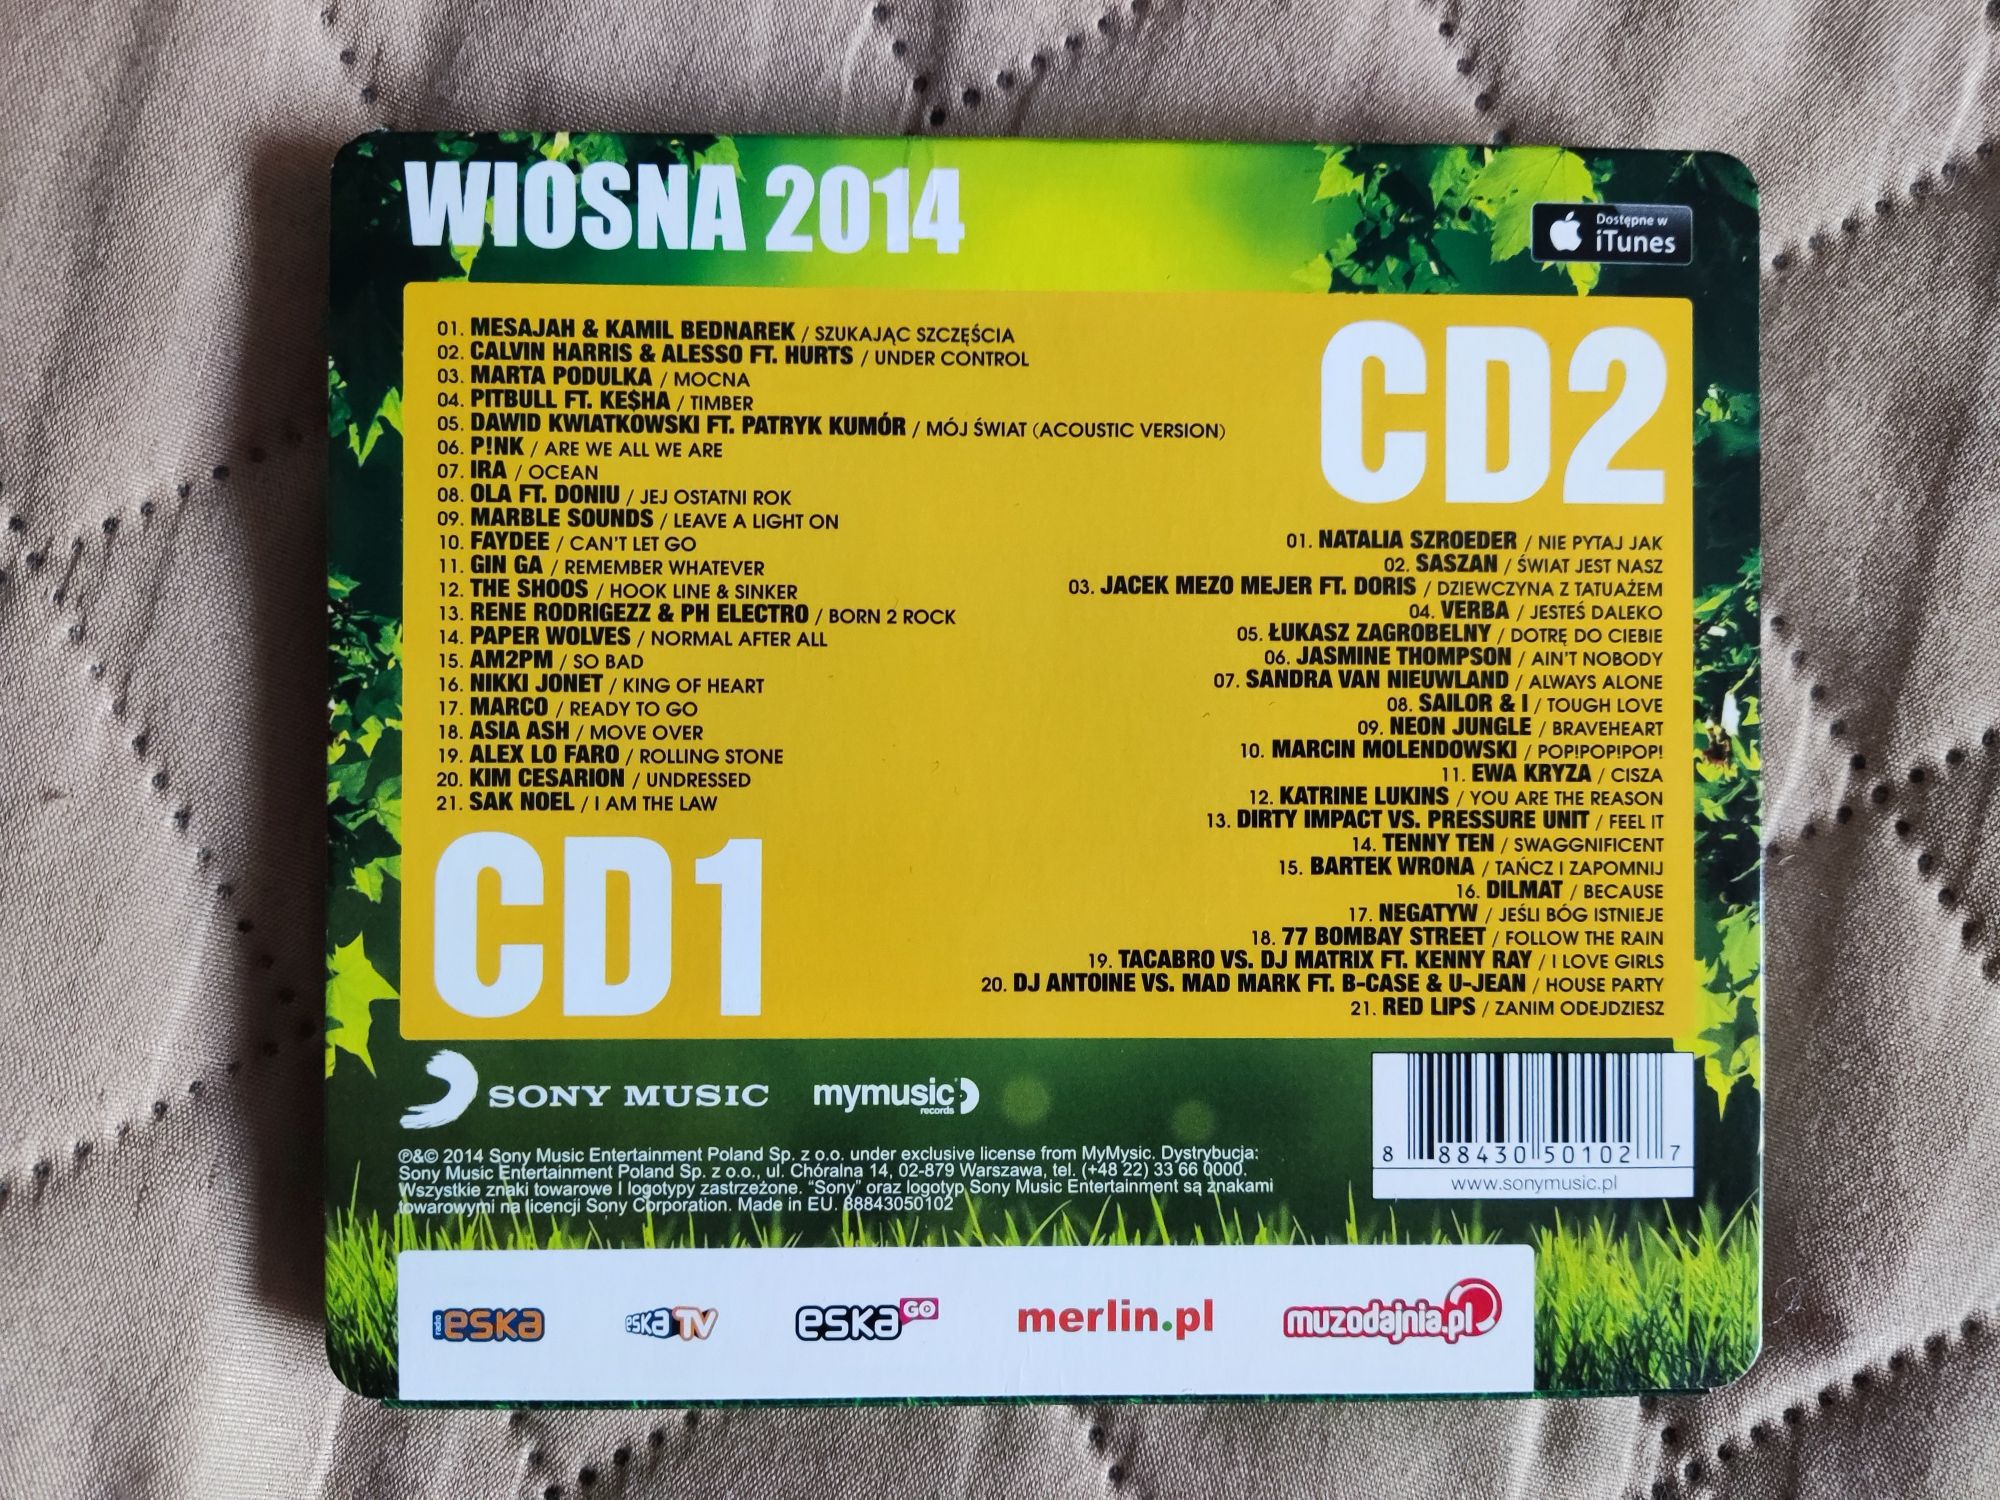 WIOSNA 2014
Dostępne w
iTunes
01. MESAJAH & KAMIL BEDNAREK / SZUKAJĄC SZCZĘŚCIA
02. CALVIN HARRIS & ALESSO FT. HURTS / UNDER CONTROL
03. MARTA PODULKA / MOCNA
04. PITBULL FT. KE$HA / TIMBER
05. DAWID KWIATKOWSKI FT. PATRYK KUMÓR / MÓJ ŚWIAT (ACOUSTIC VERSION)
06. P!NK / ARE WE ALL WE ARE
07. IRA / OCEAN
08. OLA FT. DONIU / JEJ OSTATNI ROK
09. MARBLE SOUNDS / LEAVE A LIGHT ON
10. FAYDEE / CAN'T LET GO
11. GIN GA / REMEMBER WHATEVER
12. THE SHOOS / HOOK LINE & SINKER
13. RENE RODRIGEZZ & PH ELECTRO / BORN 2 ROCK
14. PAPER WOLVES / NORMAL AFTER ALL
15. AM2PM / SO BAD
16. NIKKI JONET / KING OF HEART
17. MARCO / READY TO GO
18. ASIA ASH / MOVE OVER
19. ALEX LO FARO / ROLLING STONE
20. KIM CESARION / UNDRESSED
21. SAK NOEL / I AM THE LAW
CD1
CD2
01. NATALIA SZROEDER / NIE PYTAJ JAK
02. SASZAN / ŚWIAT JEST NASZ
03. JACEK MEZO MEJER FT. DORIS / DZIEWCZYNA Z TATUAŻEM
04. VERBA / JESTEŚ DALEKO
05. ŁUKASZ ZAGROBELNY / DOTRĘ DO CIEBIE
06. JASMINE THOMPSON / AIN'T NOBODY
07. SANDRA VAN NIEUWLAND / ALWAYS ALONE
08. SAILOR & I / TOUGH LOVE
09. NEON JUNGLE / BRAVEHEART
10. MARCIN MOLENDOWSKI / POP!POP!POP!
11. EWA KRYZA / CISZA
12. KATRINE LUKINS / YOU ARE THE REASON
13. DIRTY IMPACT VS. PRESSURE UNIT / FEEL IT
14. TENNY TEN / SWAGGNIFICENT
15. BARTEK WRONA / TAŃCZ I ZAPOMNIJ
16. DILMAT / BECAUSE
17. NEGATYW / JEŚLI BÓG ISTNIEJE
18. 77 BOMBAY STREET / FOLLOW THE RAIN
19. TACABRO VS. DJ MATRIX FT. KENNY RAY / I LOVE GIRLS
20. DJ ANTOINE VS. MAD MARK FT. B-CASE & U-JEAN / HOUSE PARTY
21. RED LIPS / ZANIM ODEJDZIESZ
SONY MUSIC
mymusic
records
℗&© 2014 Sony Music Entertainment Poland Sp. z o.o. under exclusive license from MyMysic. Dystrybucja:
Sony Music Entertainment Poland Sp. z o.o., ul. Chóralna 14, 02-879 Warszawa, tel. (+48 22) 33 66 0000.
Wszystkie znaki towarowe I logotypy zastrzeżone. "Sony" oraz logotyp Sony Music Entertainment są znakami
towarowymi na licencji Sony Corporation. Made in EU. 88843050102
8 88430 50102 7
www.sonymusic.pl
radio eska
eska TV
eska GO
merlin.pl
muzodajnia.pl